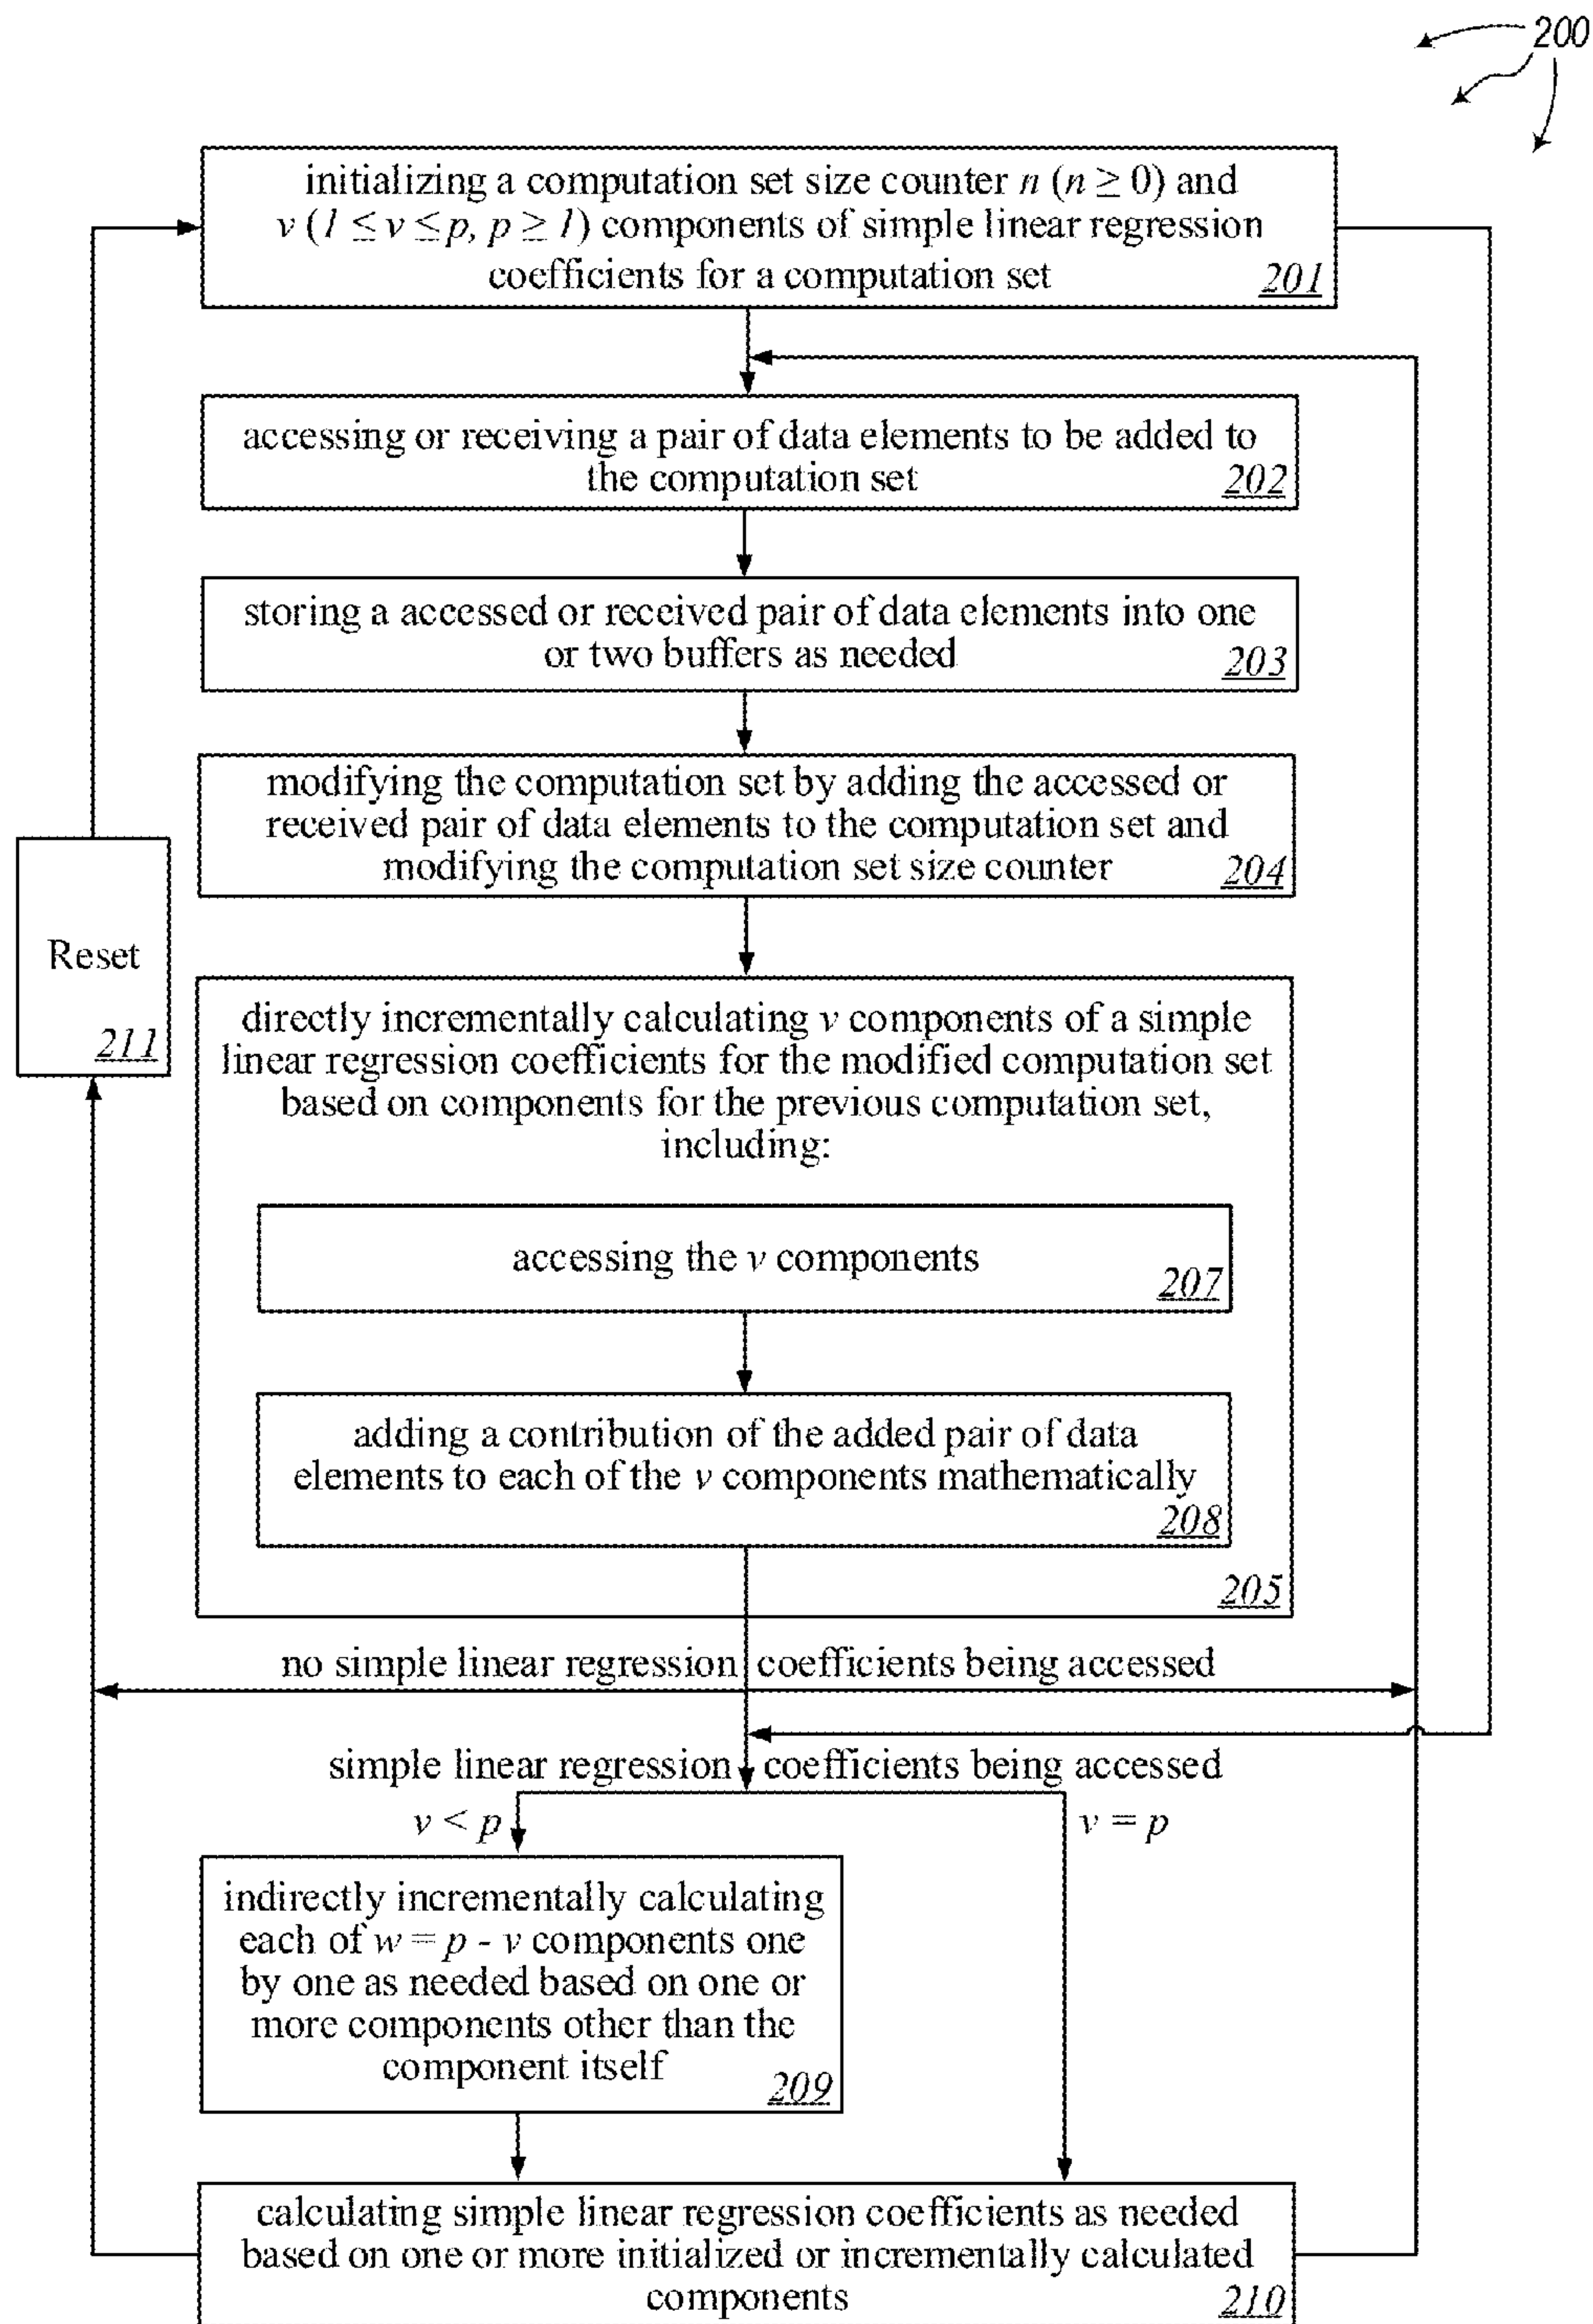 200
initializing a computation set size counter n (n ≥ 0) and
v (1 ≤ v ≤ p, p ≥ 1) components of simple linear regression
coefficients for a computation set
201
accessing or receiving a pair of data elements to be added to
the computation set
202
storing a accessed or received pair of data elements into one
or two buffers as needed
203
modifying the computation set by adding the accessed or
received pair of data elements to the computation set and
modifying the computation set size counter
204
Reset
211
directly incrementally calculating v components of a simple
linear regression coefficients for the modified computation set
based on components for the previous computation set,
including:
accessing the v components
207
adding a contribution of the added pair of data
elements to each of the v components mathematically
208
205
no simple linear regression coefficients being accessed
simple linear regression coefficients being accessed
v < p
v = p
indirectly incrementally calculating
each of w = p - v components one
by one as needed based on one or
more components other than the
component itself
209
calculating simple linear regression coefficients as needed
based on one or more initialized or incrementally calculated
components
210